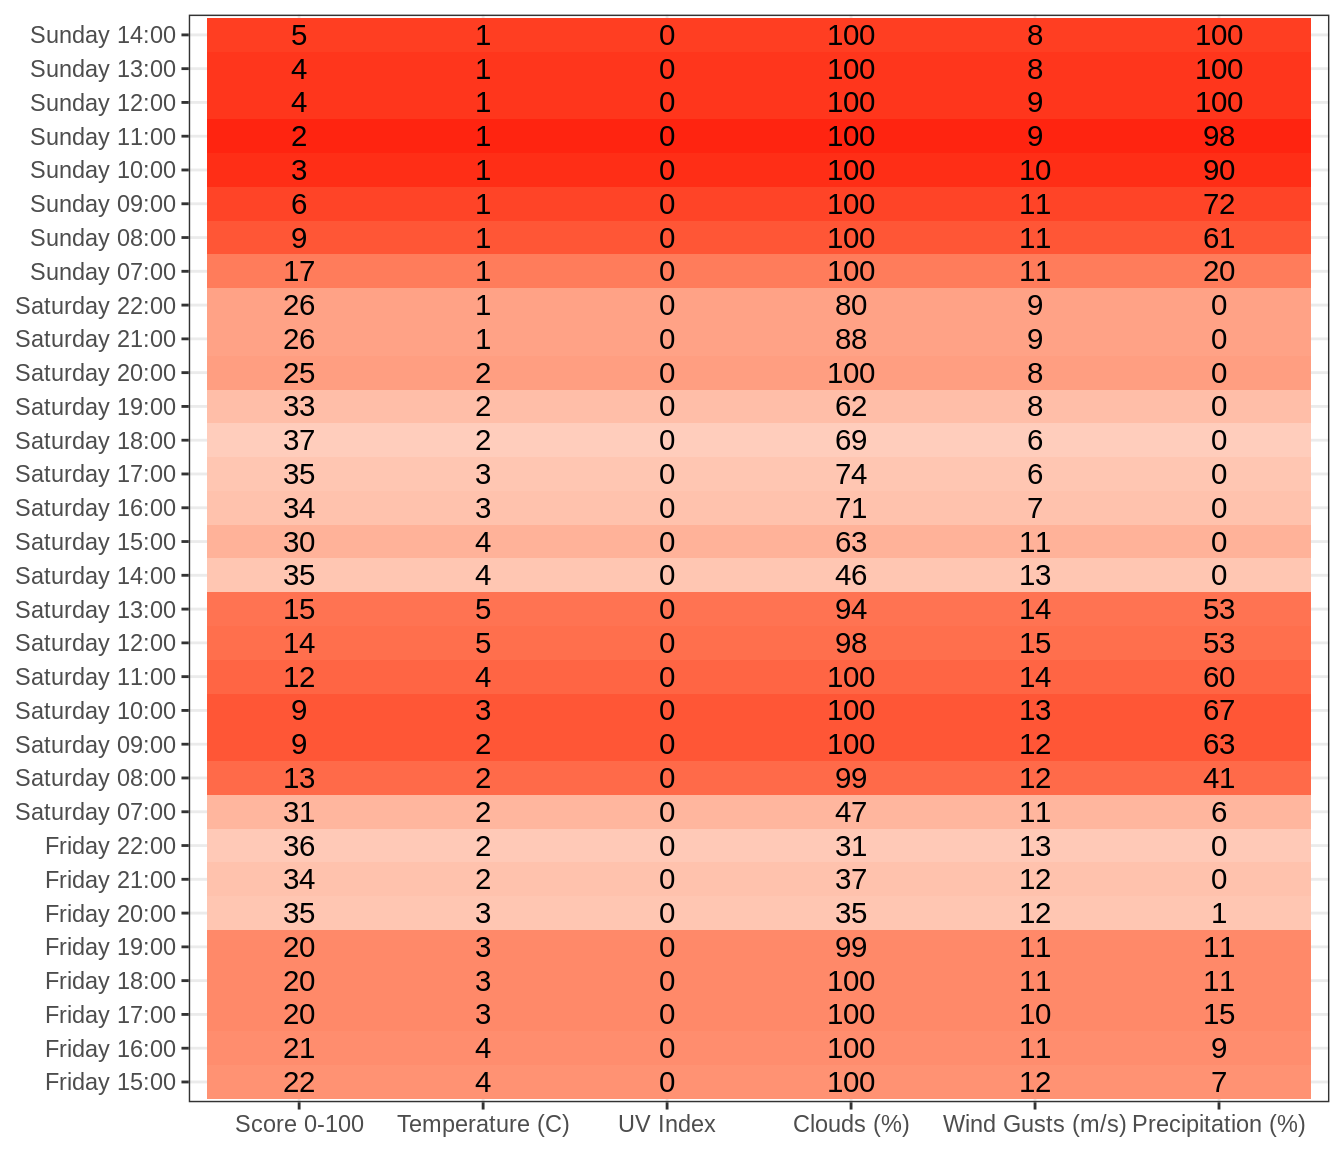 Sunday 14:00 5 1 0 100 8 100
Sunday 13:00 4 1 0 100 8 100
Sunday 12:00 4 1 0 100 9 100
Sunday 11:00 2 1 0 100 9 98
Sunday 10:00 3 1 0 100 10 90
Sunday 09:00 6 1 0 100 11 72
Sunday 08:00 9 1 0 100 11 61
Sunday 07:00 17 1 0 100 11 20
Saturday 22:00 26 1 0 80 9 0
Saturday 21:00 26 1 0 88 9 0
Saturday 20:00 25 2 0 100 8 0
Saturday 19:00 33 2 0 62 8 0
Saturday 18:00 37 2 0 69 6 0
Saturday 17:00 35 3 0 74 6 0
Saturday 16:00 34 3 0 71 7 0
Saturday 15:00 30 4 0 63 11 0
Saturday 14:00 35 4 0 46 13 0
Saturday 13:00 15 5 0 94 14 53
Saturday 12:00 14 5 0 98 15 53
Saturday 11:00 12 4 0 100 14 60
Saturday 10:00 9 3 0 100 13 67
Saturday 09:00 9 2 0 100 12 63
Saturday 08:00 13 2 0 99 12 41
Saturday 07:00 31 2 0 47 11 6
Friday 22:00 36 2 0 31 13 0
Friday 21:00 34 2 0 37 12 0
Friday 20:00 35 3 0 35 12 1
Friday 19:00 20 3 0 99 11 11
Friday 18:00 20 3 0 100 11 11
Friday 17:00 20 3 0 100 10 15
Friday 16:00 21 4 0 100 11 9
Friday 15:00 22 4 0 100 12 7
Score 0-100 Temperature (C) UV Index Clouds (%) Wind Gusts (m/s) Precipitation (%)